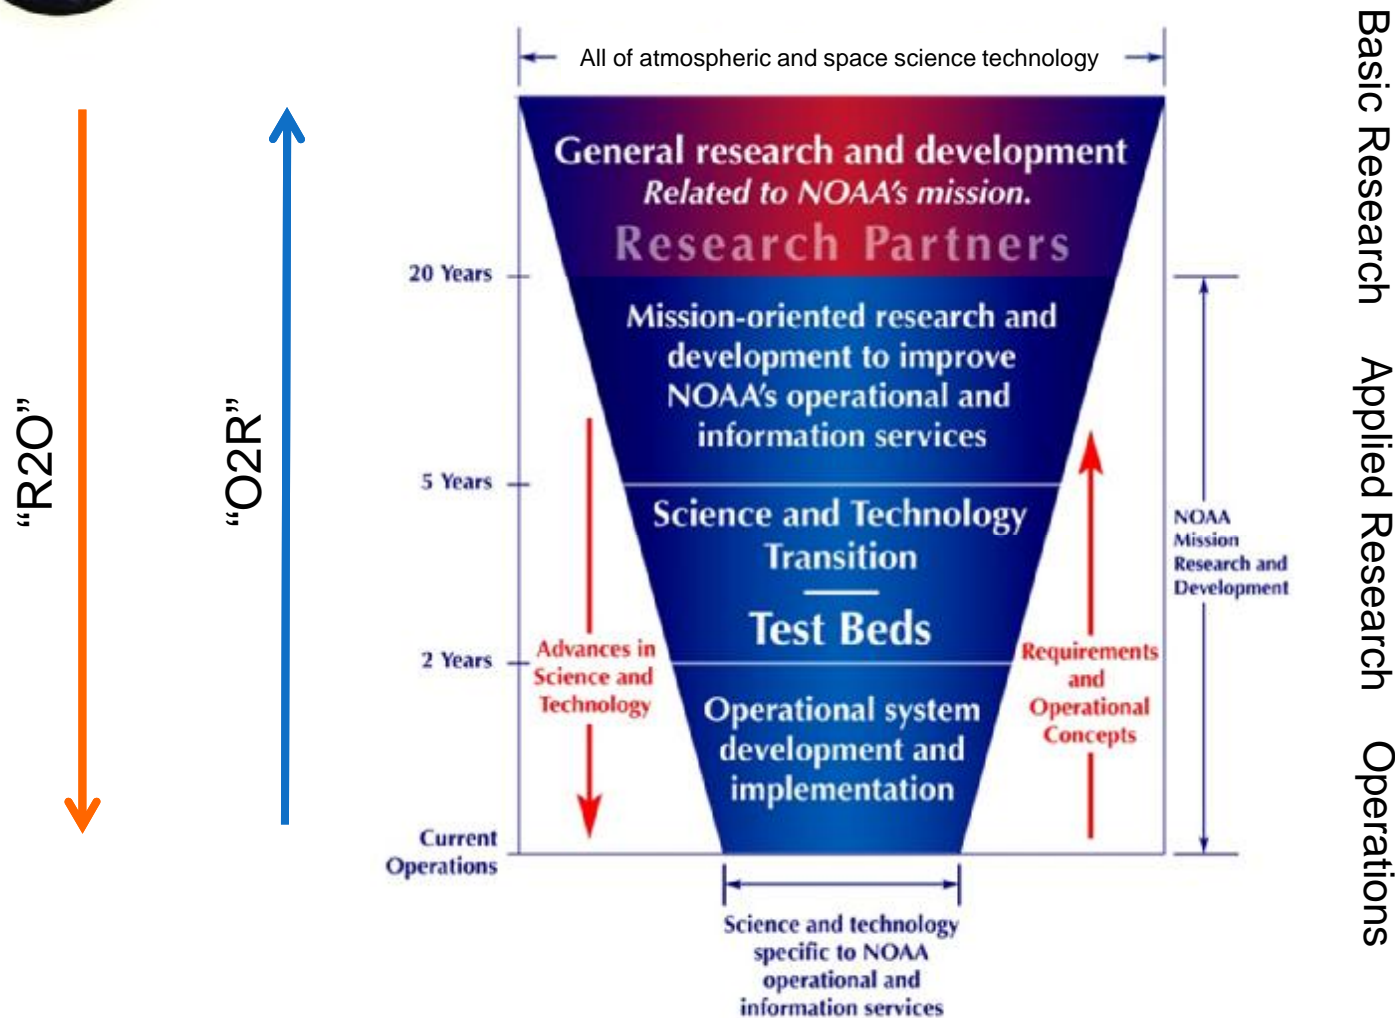 All of atmospheric and space science technology
General research and development
Related to NOAA's mission.
Research Partners
20 Years
Mission-oriented research and
development to improve
NOAA's operational and
information services
5 Years
Science and Technology
Transition
Test Beds
2 Years
Operational system
development and
implementation
Current
Operations
Advances in
Science and
Technology
Requirements
and
Operational
Concepts
NOAA
Mission
Research and
Development
Science and technology
specific to NOAA
operational and
information services
“R2O”
“O2R”
Basic Research
Applied Research
Operations